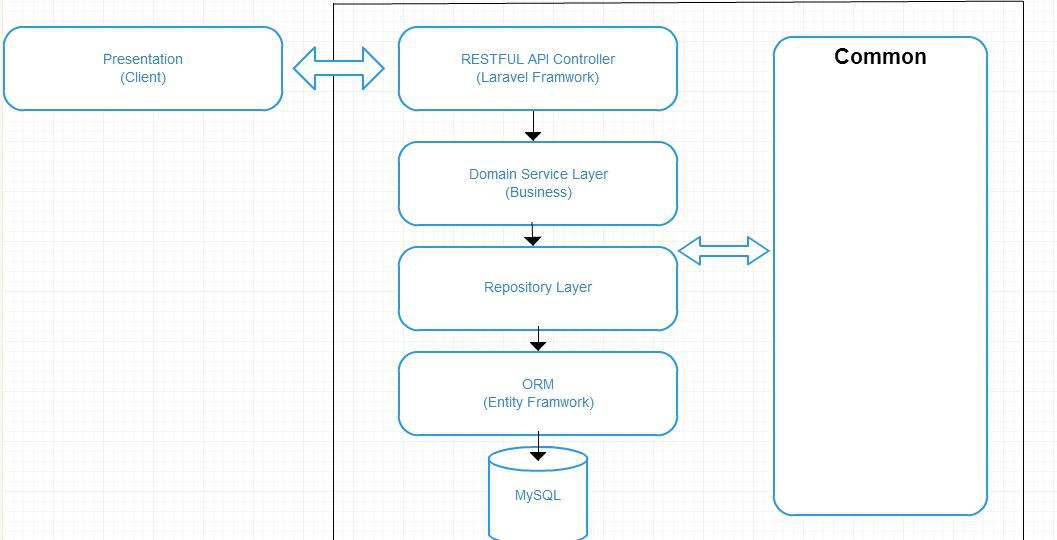 Presentation
(Client)
RESTFUL API Controller
(Laravel Framwork)
Common
Domain Service Layer
(Business)
Repository Layer
ORM
(Entity Framwork)
MySQL